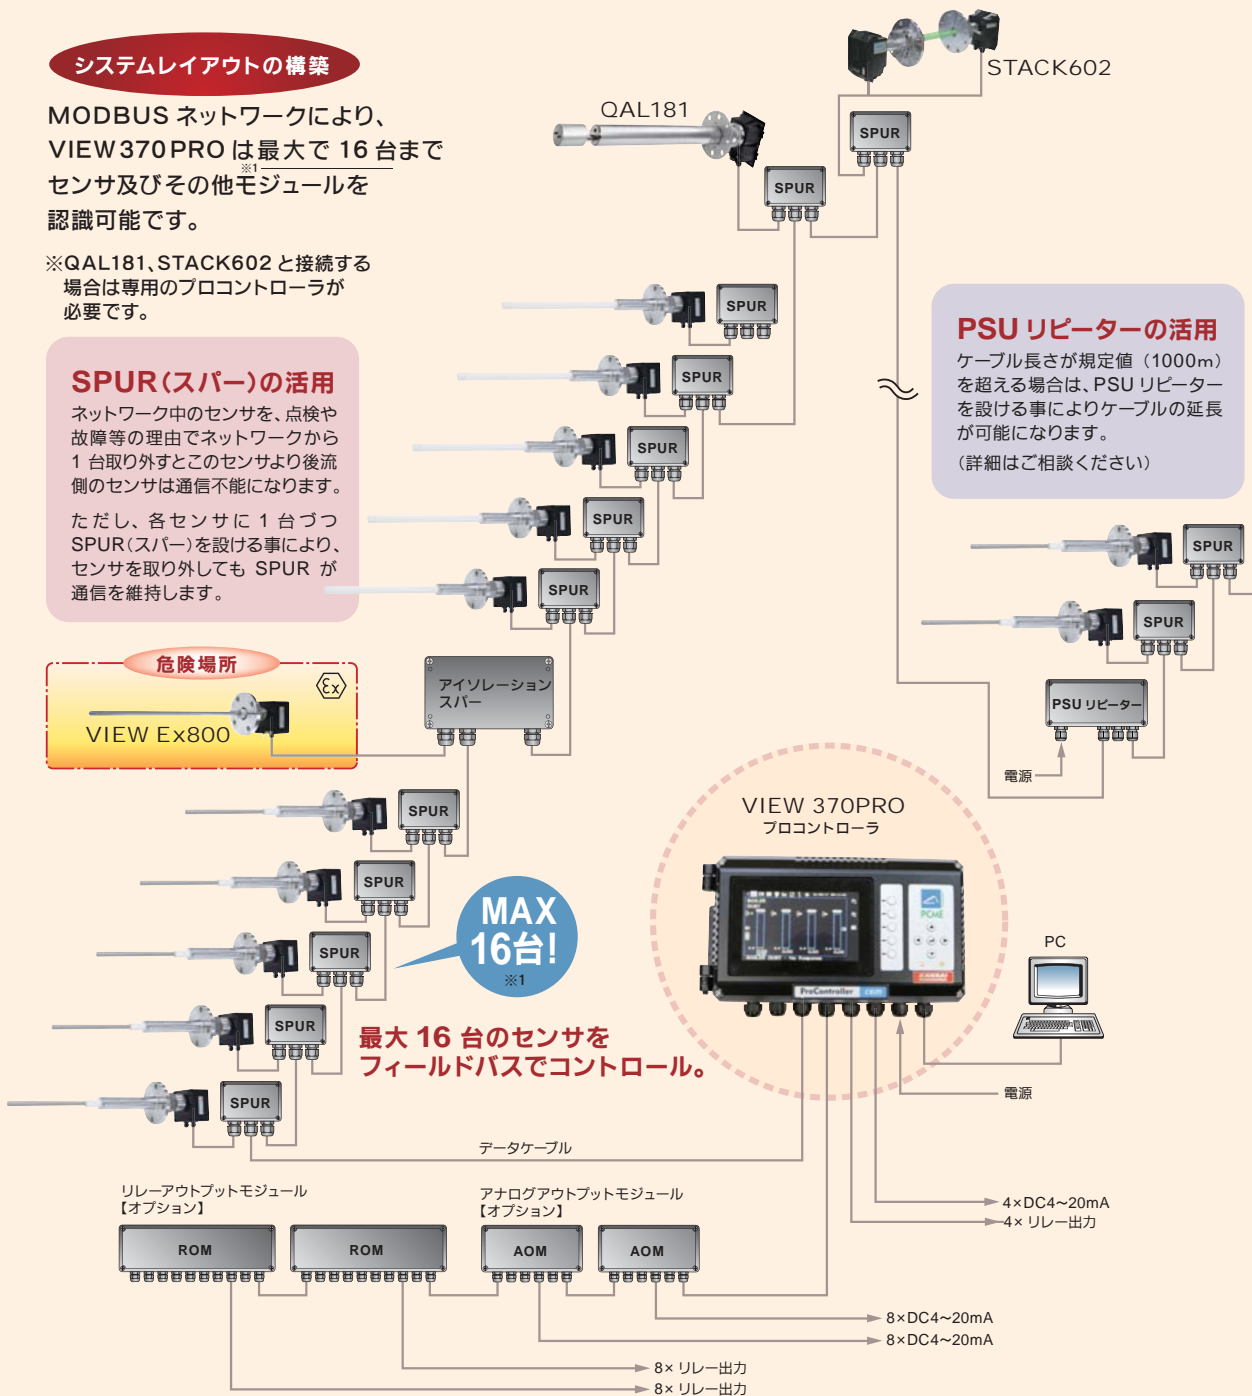 システムレイアウトの構築
MODBUS ネットワークにより、
VIEW370PRO は最大で 16 台まで
※1
センサ及びその他モジュールを
認識可能です。
※QAL181、STACK602 と接続する
場合は専用のプロコントローラが
必要です。
STACK602
QAL181
SPUR
SPUR
SPUR(スパー)の活用
ネットワーク中のセンサを、点検や
故障等の理由でネットワークから
1 台取り外すとこのセンサより後流
側のセンサは通信不能になります。
ただし、各センサに 1 台づつ
SPUR(スパー)を設ける事により、
センサを取り外しても SPUR が
通信を維持します。
SPUR
SPUR
SPUR
SPUR
SPUR
PSU リピーターの活用
ケーブル長さが規定値(1000m)
を超える場合は、PSU リピーター
を設ける事によりケーブルの延長
が可能になります。
(詳細はご相談ください)
SPUR
SPUR
PSU リピーター
電源
危険場所
Ex
VIEW Ex800
アイソレーション
スパー
SPUR
SPUR
SPUR
SPUR
SPUR
MAX
16台!
※1
最大 16 台のセンサを
フィールドバスでコントロール。
VIEW 370PRO
プロコントローラ
PCME
ProController
PC
電源
データケーブル
リレーアウトプットモジュール
【オプション】
アナログアウトプットモジュール
【オプション】
ROM
ROM
AOM
AOM
4×DC4~20mA
4× リレー出力
8×DC4~20mA
8×DC4~20mA
8× リレー出力
8× リレー出力